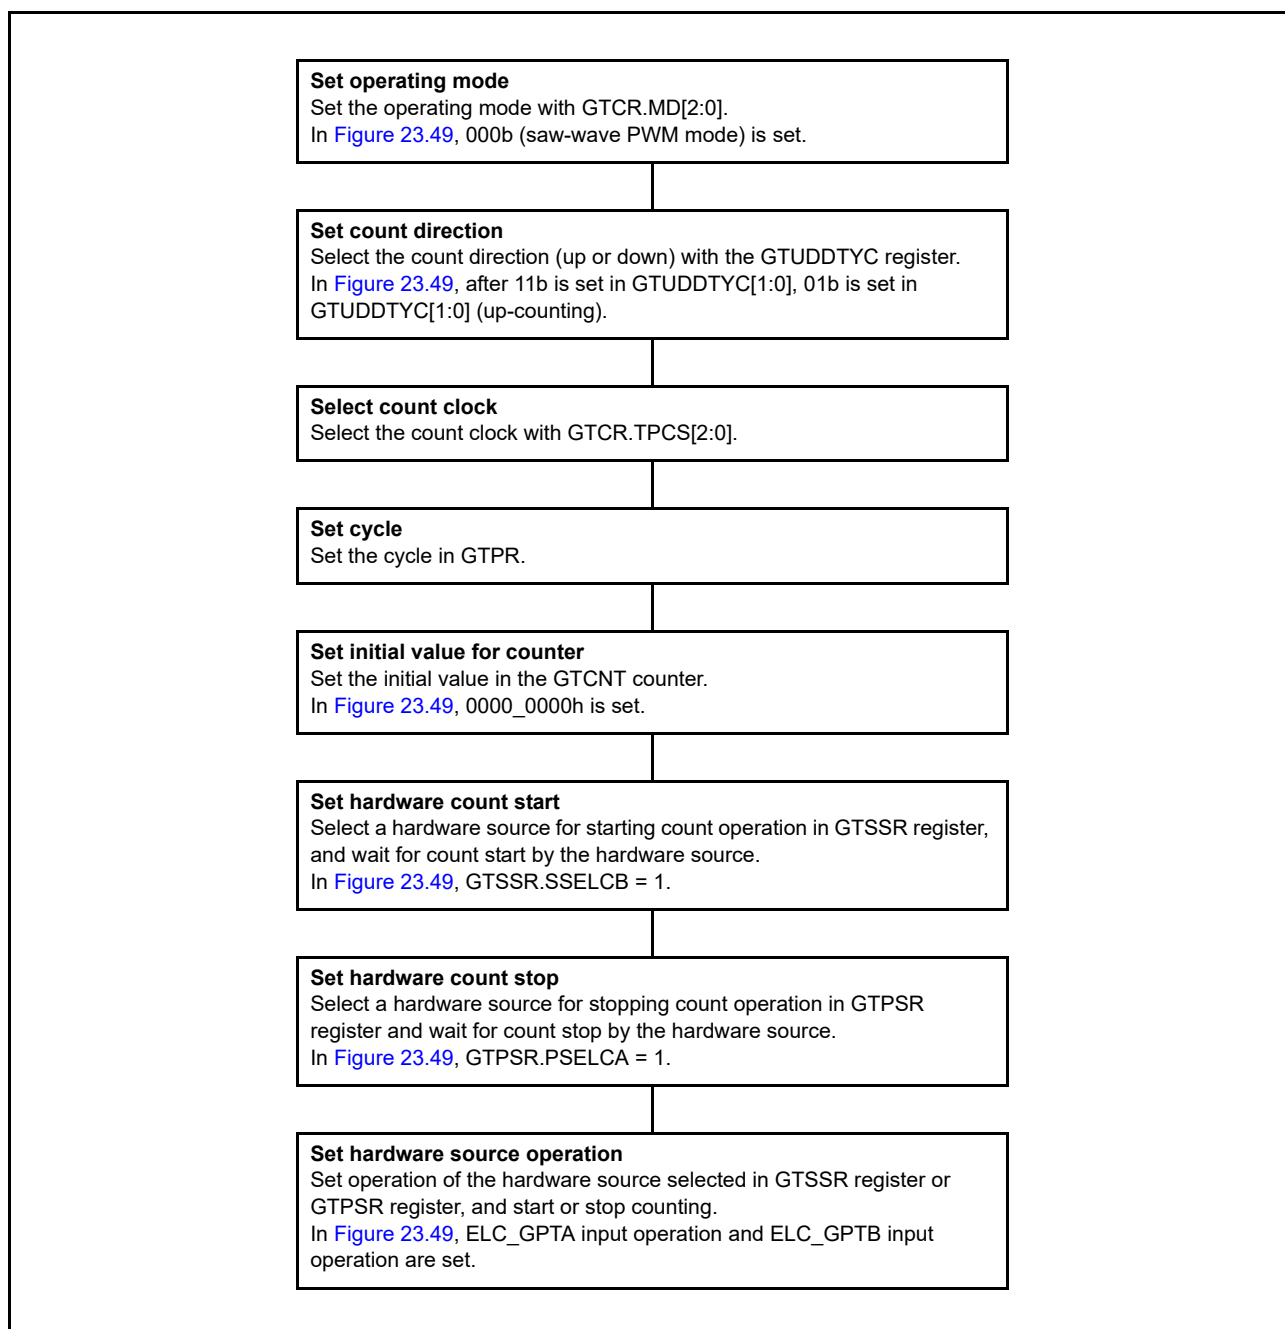 Set operating mode
Set the operating mode with GTCR.MD[2:0].
In Figure 23.49, 000b (saw-wave PWM mode) is set.
Set count direction
Select the count direction (up or down) with the GTUDDTYC register.
In Figure 23.49, after 11b is set in GTUDDTYC[1:0], 01b is set in
GTUDDTYC[1:0] (up-counting).
Select count clock
Select the count clock with GTCR.TPCS[2:0].
Set cycle
Set the cycle in GTPR.
Set initial value for counter
Set the initial value in the GTCNT counter.
In Figure 23.49, 0000_0000h is set.
Set hardware count start
Select a hardware source for starting count operation in GTSSR register,
and wait for count start by the hardware source.
In Figure 23.49, GTSSR.SSELCB = 1.
Set hardware count stop
Select a hardware source for stopping count operation in GTPSR
register and wait for count stop by the hardware source.
In Figure 23.49, GTPSR.PSELCA = 1.
Set hardware source operation
Set operation of the hardware source selected in GTSSR register or
GTPSR register, and start or stop counting.
In Figure 23.49, ELC_GPTA input operation and ELC_GPTB input
operation are set.